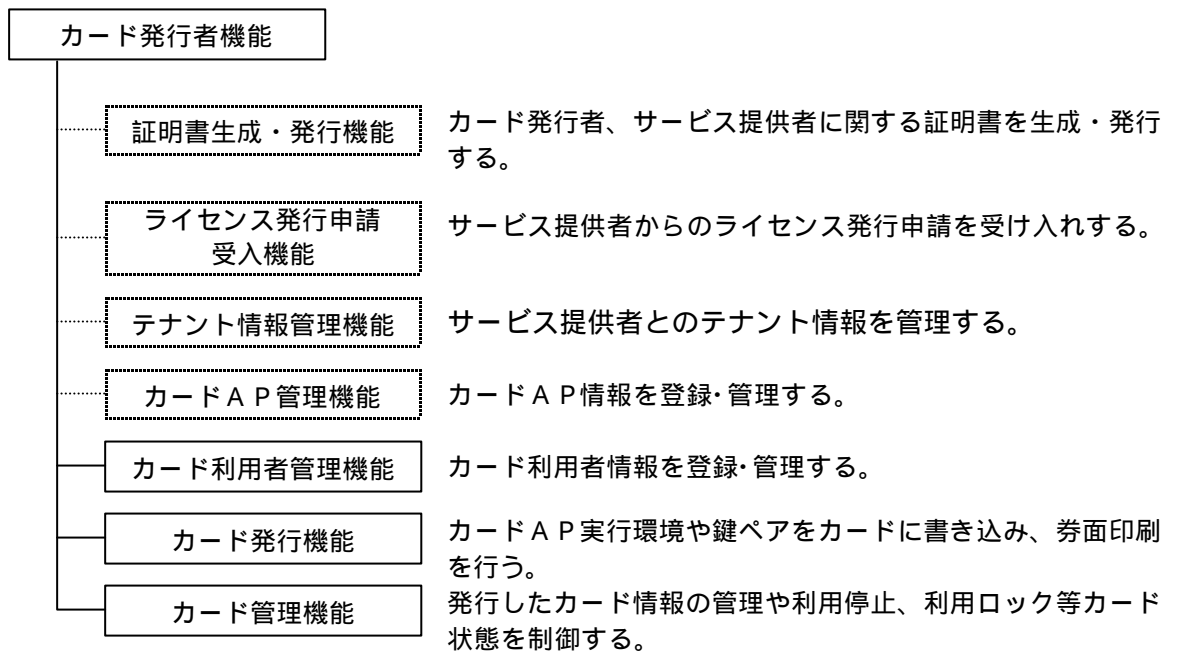 カード発行者機能
証明書生成・発行機能
カード発行者、サービス提供者に関する証明書を生成・発行
する。
ライセンス発行申請
受入機能
サービス提供者からのライセンス発行申請を受け入れする。
テナント情報管理機能
サービス提供者とのテナント情報を管理する。
カードＡＰ管理機能
カードＡＰ情報を登録･管理する。
カード利用者管理機能
カード利用者情報を登録･管理する。
カード発行機能
カードＡＰ実行環境や鍵ペアをカードに書き込み、券面印刷
を行う。
カード管理機能
発行したカード情報の管理や利用停止、利用ロック等カード
状態を制御する。